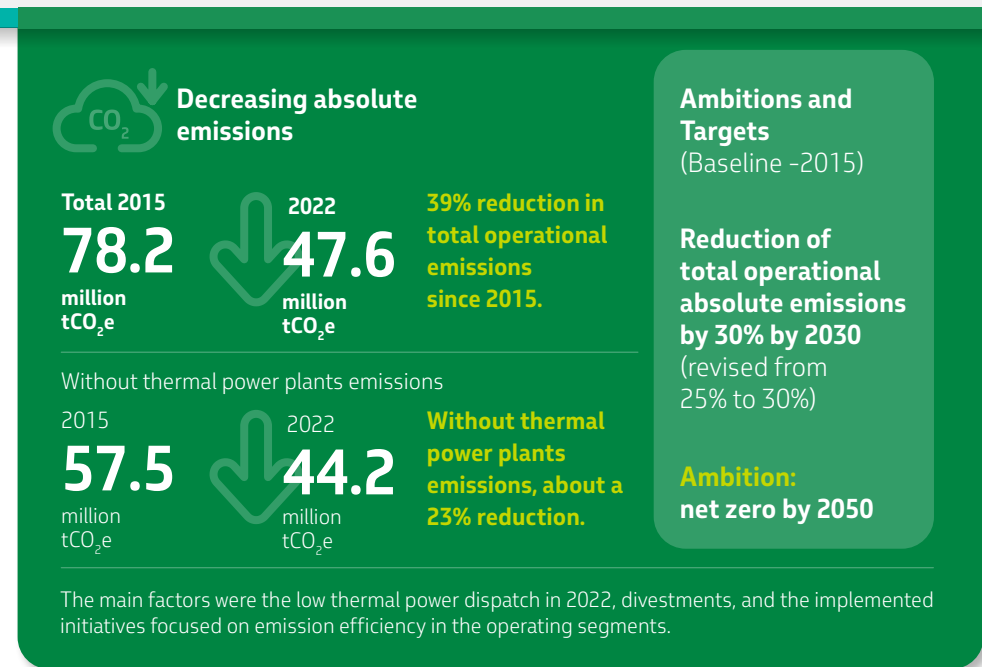 CO₂
Decreasing absolute
emissions
Total 2015
78.2
million
tCO₂e
2022
47.6
million
tCO₂e
39% reduction in
total operational
emissions
since 2015.
Without thermal power plants emissions
2015
57.5
million
tCO₂e
2022
44.2
million
tCO₂e
Without thermal
power plants
emissions, about a
23% reduction.
Ambitions and
Targets
(Baseline -2015)
Reduction of
total operational
absolute emissions
by 30% by 2030
(revised from
25% to 30%)
Ambition:
net zero by 2050
The main factors were the low thermal power dispatch in 2022, divestments, and the implemented
initiatives focused on emission efficiency in the operating segments.